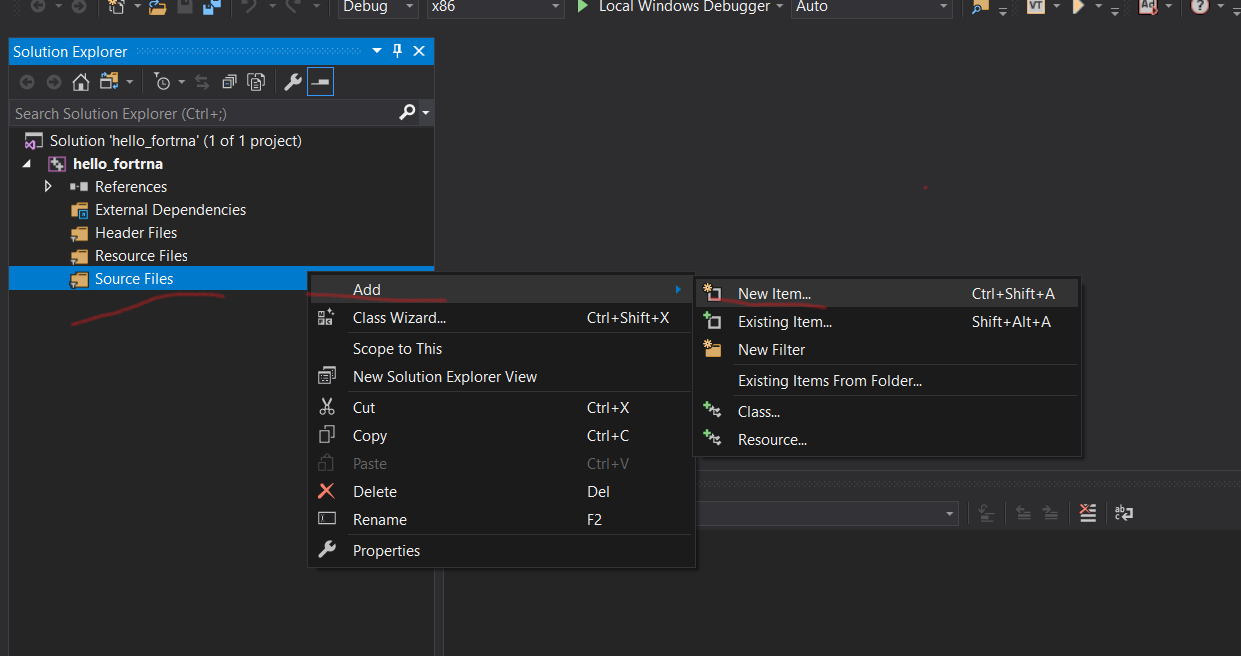 Debug
x86
Local Windows Debugger
Auto
VT
Ad
Solution Explorer
Search Solution Explorer (Ctrl+;)
Solution 'hello_fortrna' (1 of 1 project)
hello_fortrna
References
External Dependencies
Header Files
Resource Files
Source Files
Add
Class Wizard... Ctrl+Shift+X
Scope to This
New Solution Explorer View
Cut Ctrl+X
Copy Ctrl+C
Paste Ctrl+V
Delete Del
Rename F2
Properties
New Item... Ctrl+Shift+A
Existing Item... Shift+Alt+A
New Filter
Existing Items From Folder...
Class...
Resource...